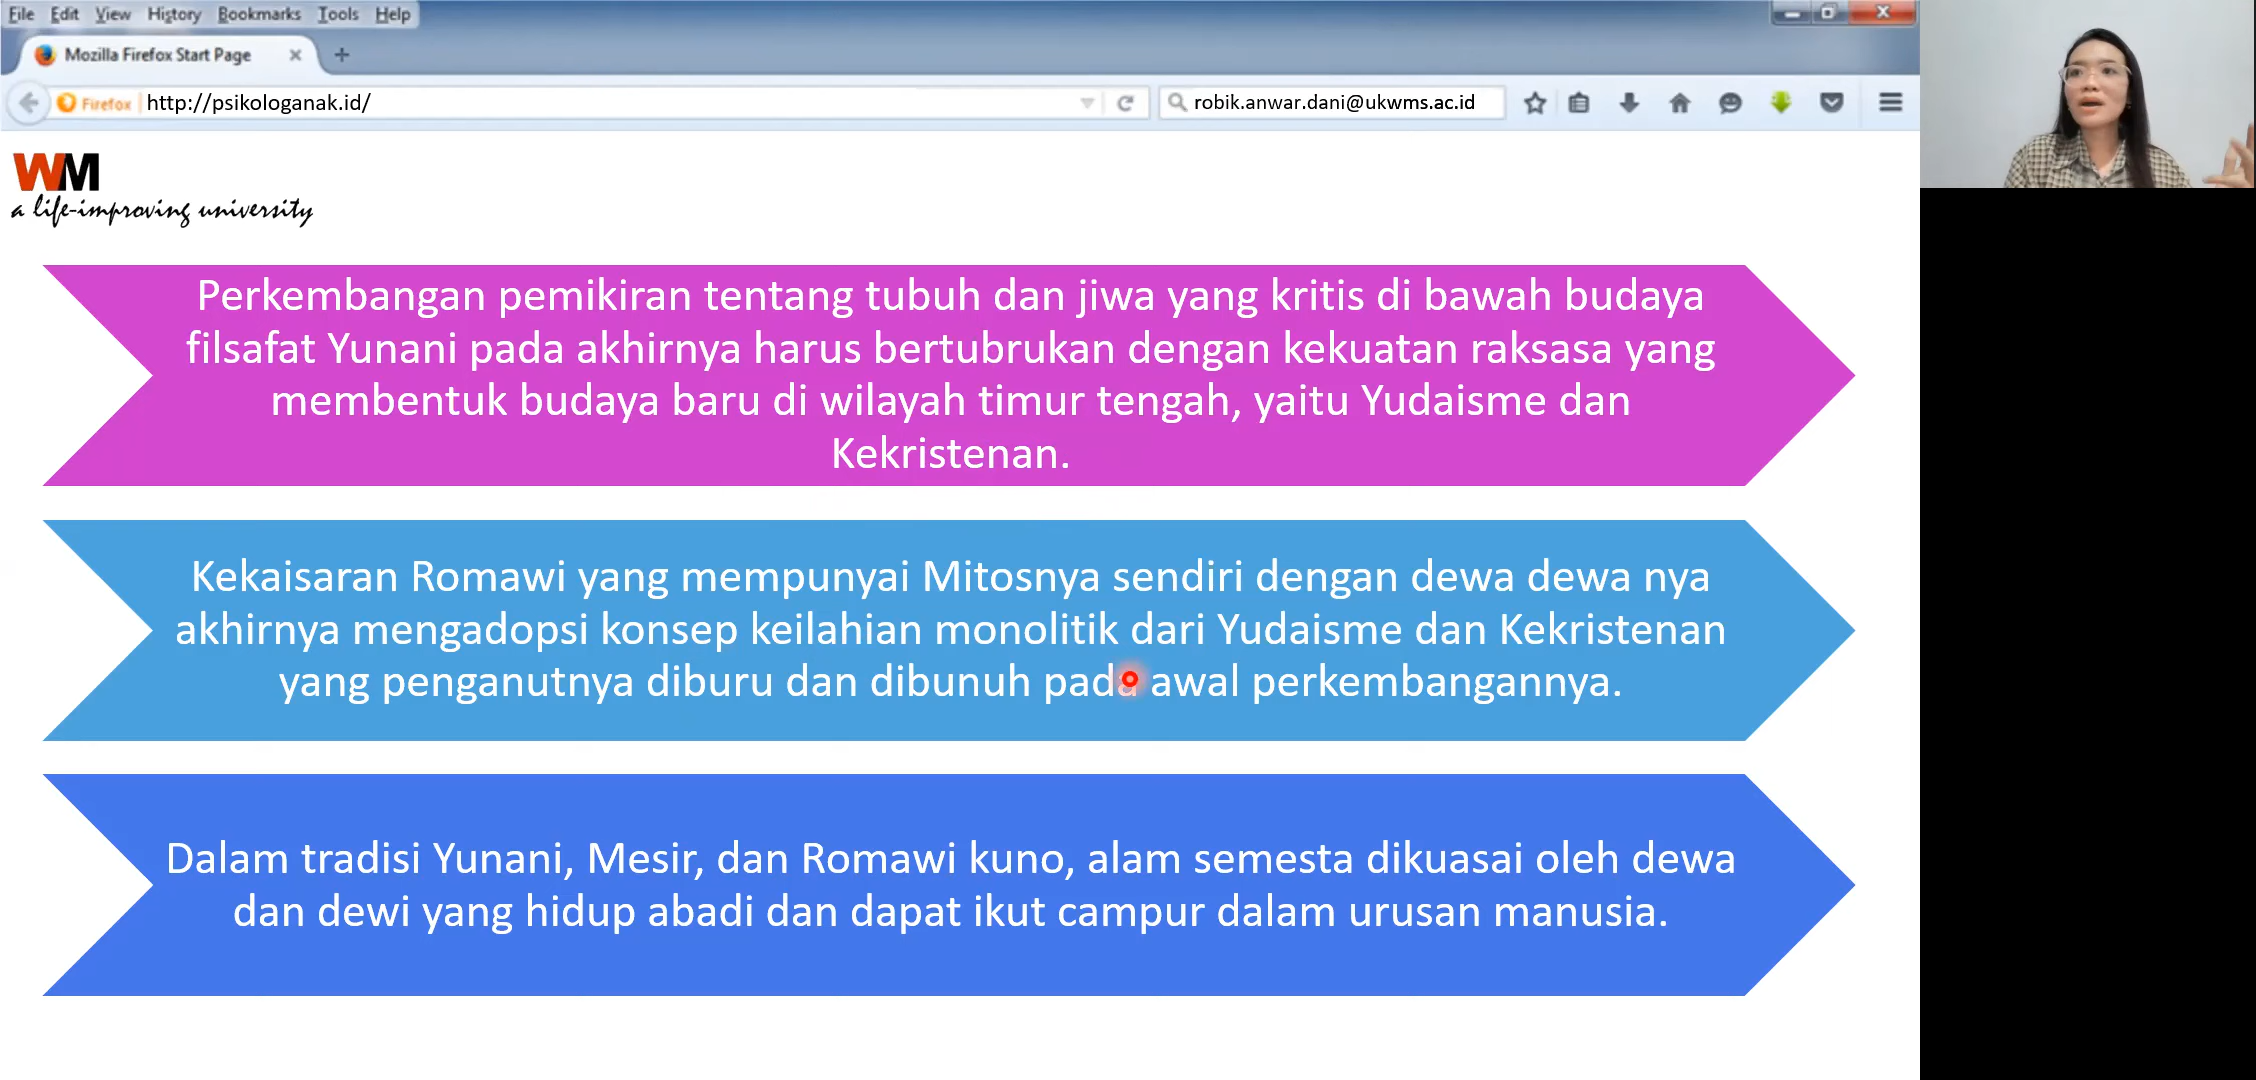 File Edit View History Bookmarks Tools Help
Mozilla Firefox Start Page
Firefox http://psikologanak.id/
robik.anwar.dani@ukwms.ac.id
WM
a life-improving university
Perkembangan pemikiran tentang tubuh dan jiwa yang kritis di bawah budaya
filsafat Yunani pada akhirnya harus bertubrukan dengan kekuatan raksasa yang
membentuk budaya baru di wilayah timur tengah, yaitu Yudaisme dan
Kekristenan.
Kekaisaran Romawi yang mempunyai Mitosnya sendiri dengan dewa dewa nya
akhirnya mengadopsi konsep keilahian monolitik dari Yudaisme dan Kekristenan
yang penganutnya diburu dan dibunuh pada awal perkembangannya.
Dalam tradisi Yunani, Mesir, dan Romawi kuno, alam semesta dikuasai oleh dewa
dan dewi yang hidup abadi dan dapat ikut campur dalam urusan manusia.